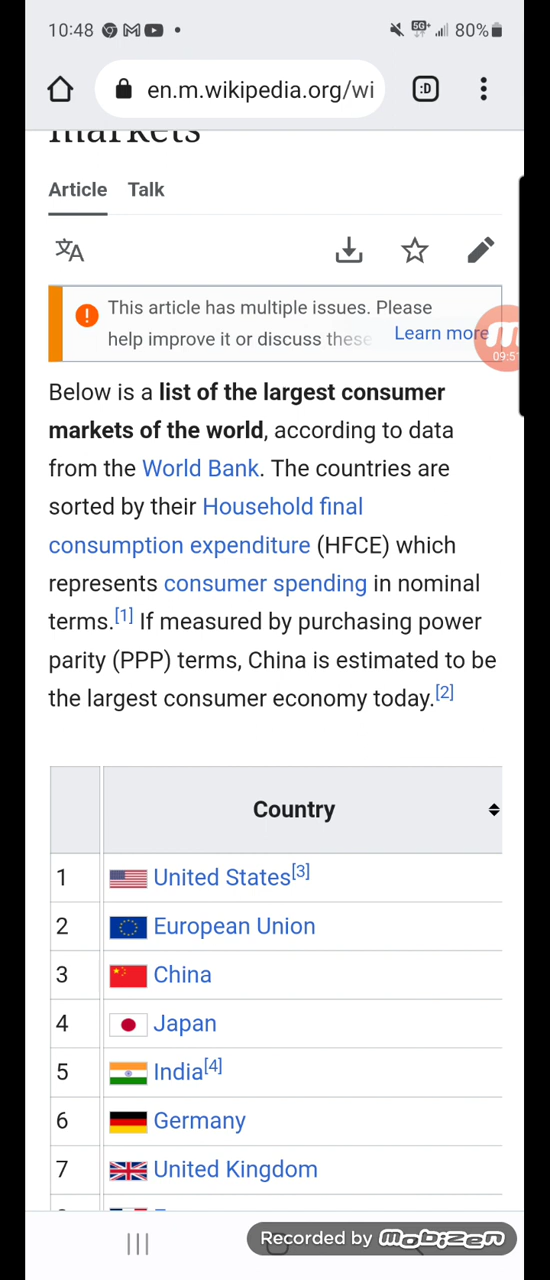 10:48
5G+
80%
en.m.wikipedia.org/wi
:D
markets
Article Talk
This article has multiple issues. Please
help improve it or discuss these Learn more
09:51
Below is a list of the largest consumer
markets of the world, according to data
from the World Bank. The countries are
sorted by their Household final
consumption expenditure (HFCE) which
represents consumer spending in nominal
terms.[1] If measured by purchasing power
parity (PPP) terms, China is estimated to be
the largest consumer economy today.[2]
Country
1 United States[3]
2 European Union
3 China
4 Japan
5 India[4]
6 Germany
7 United Kingdom
Recorded by mobizen